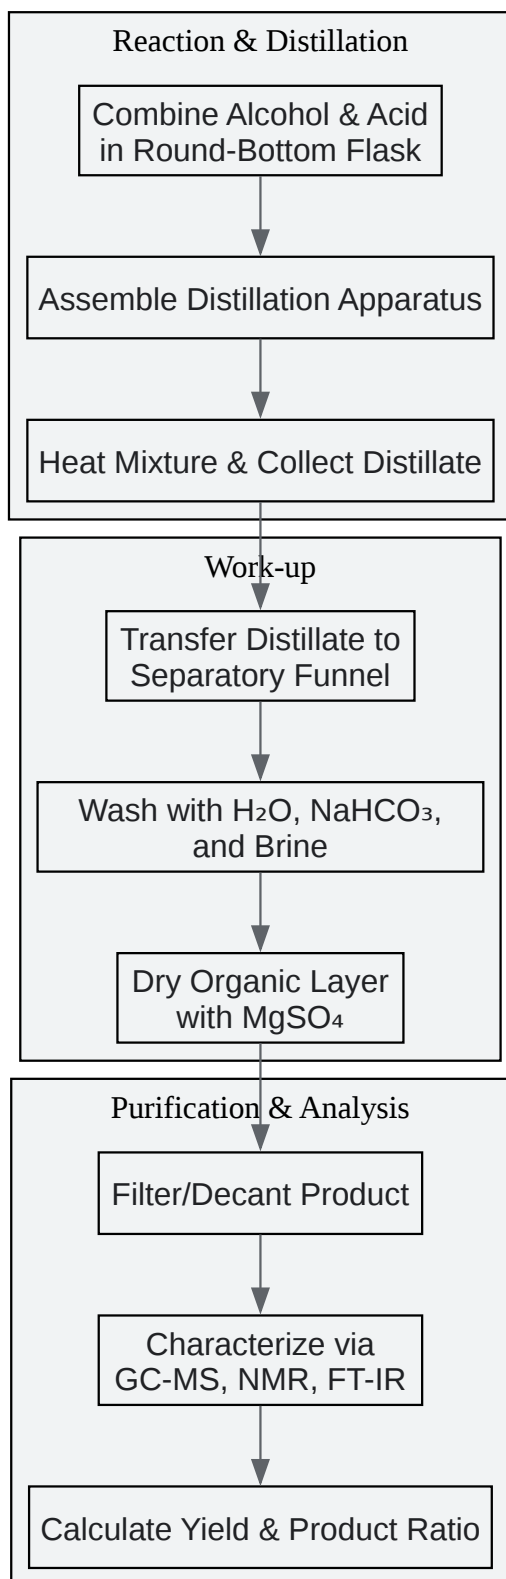 Reaction & Distillation
Combine Alcohol & Acid
in Round-Bottom Flask
Assemble Distillation Apparatus
Heat Mixture & Collect Distillate
Work-up
Transfer Distillate to
Separatory Funnel
Wash with H₂O, NaHCO₃,
and Brine
Dry Organic Layer
with MgSO₄
Purification & Analysis
Filter/Decant Product
Characterize via
GC-MS, NMR, FT-IR
Calculate Yield & Product Ratio